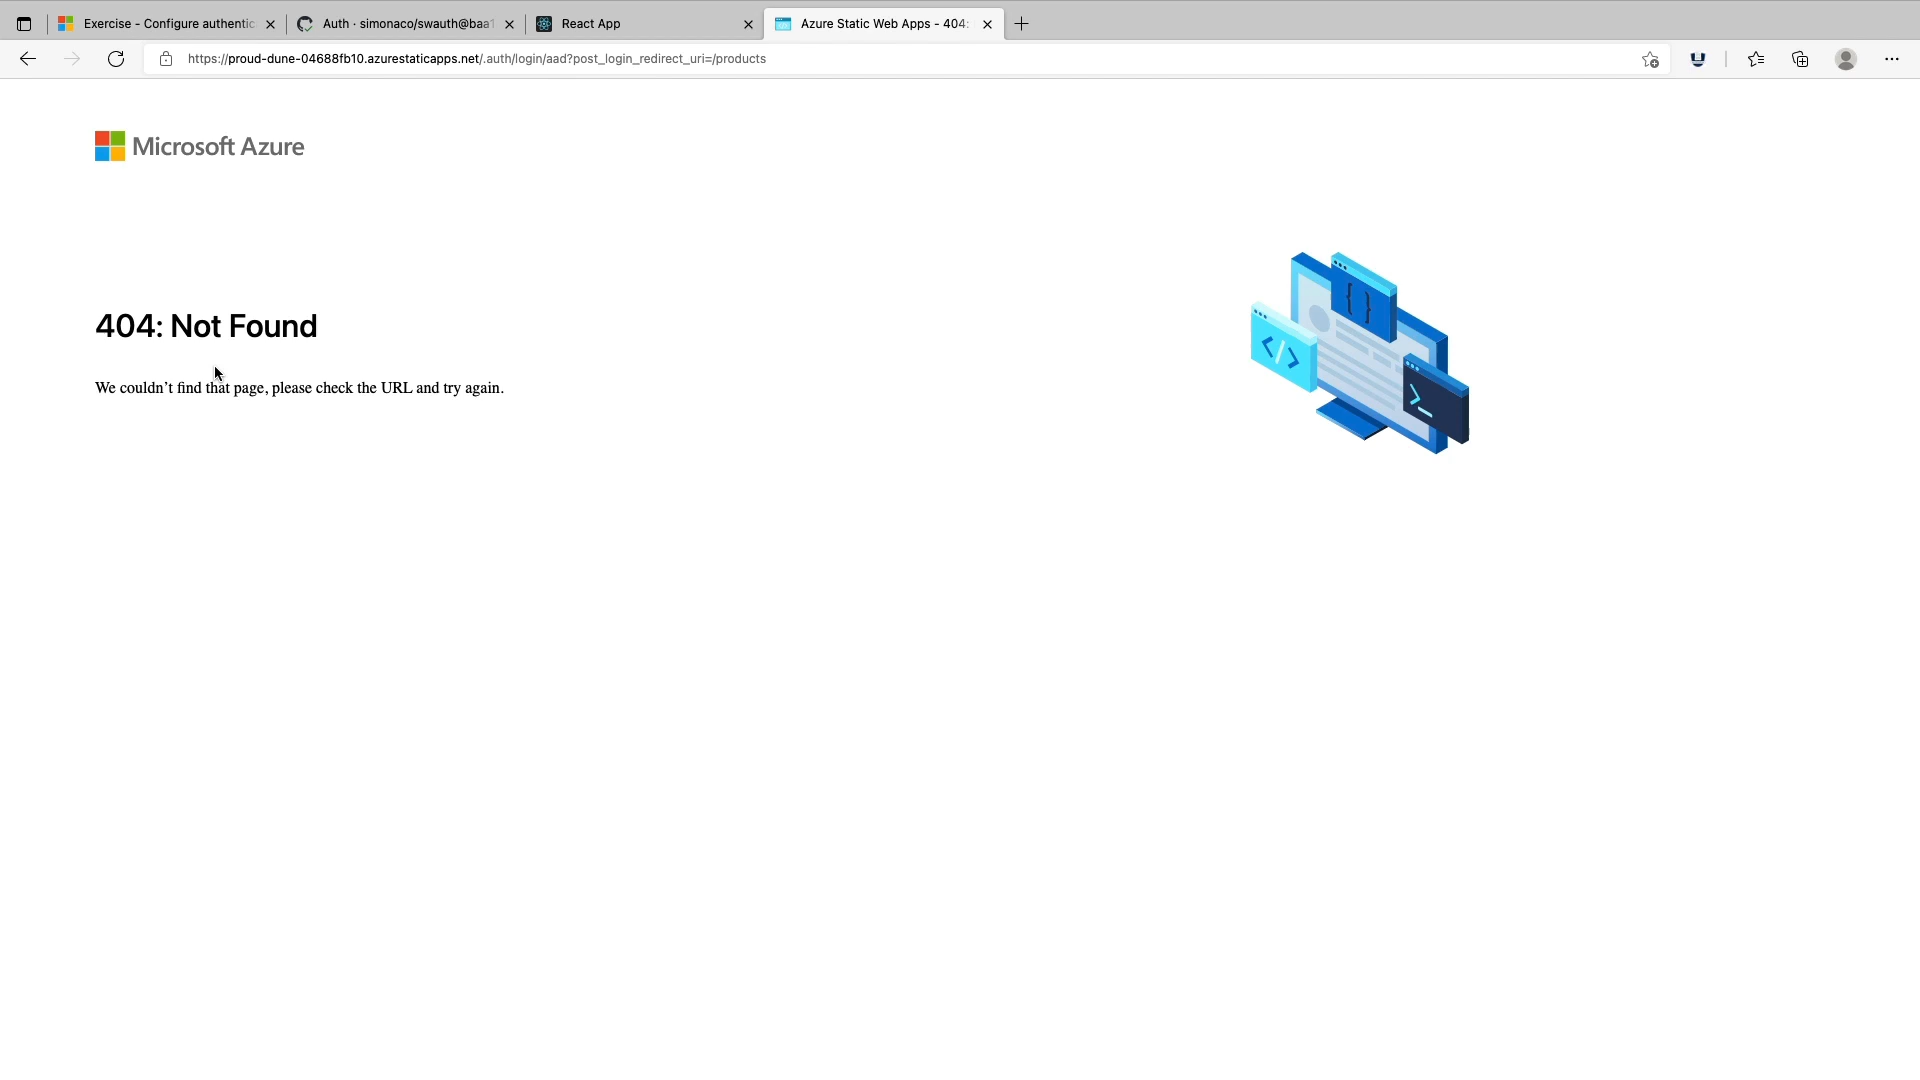 Exercise - Configure authentic
Auth · simonaco/swauth@baa1
React App
Azure Static Web Apps - 404:
https://proud-dune-04688fb10.azurestaticapps.net/.auth/login/aad?post_login_redirect_uri=/products
Microsoft Azure
404: Not Found
We couldn’t find that page, please check the URL and try again.